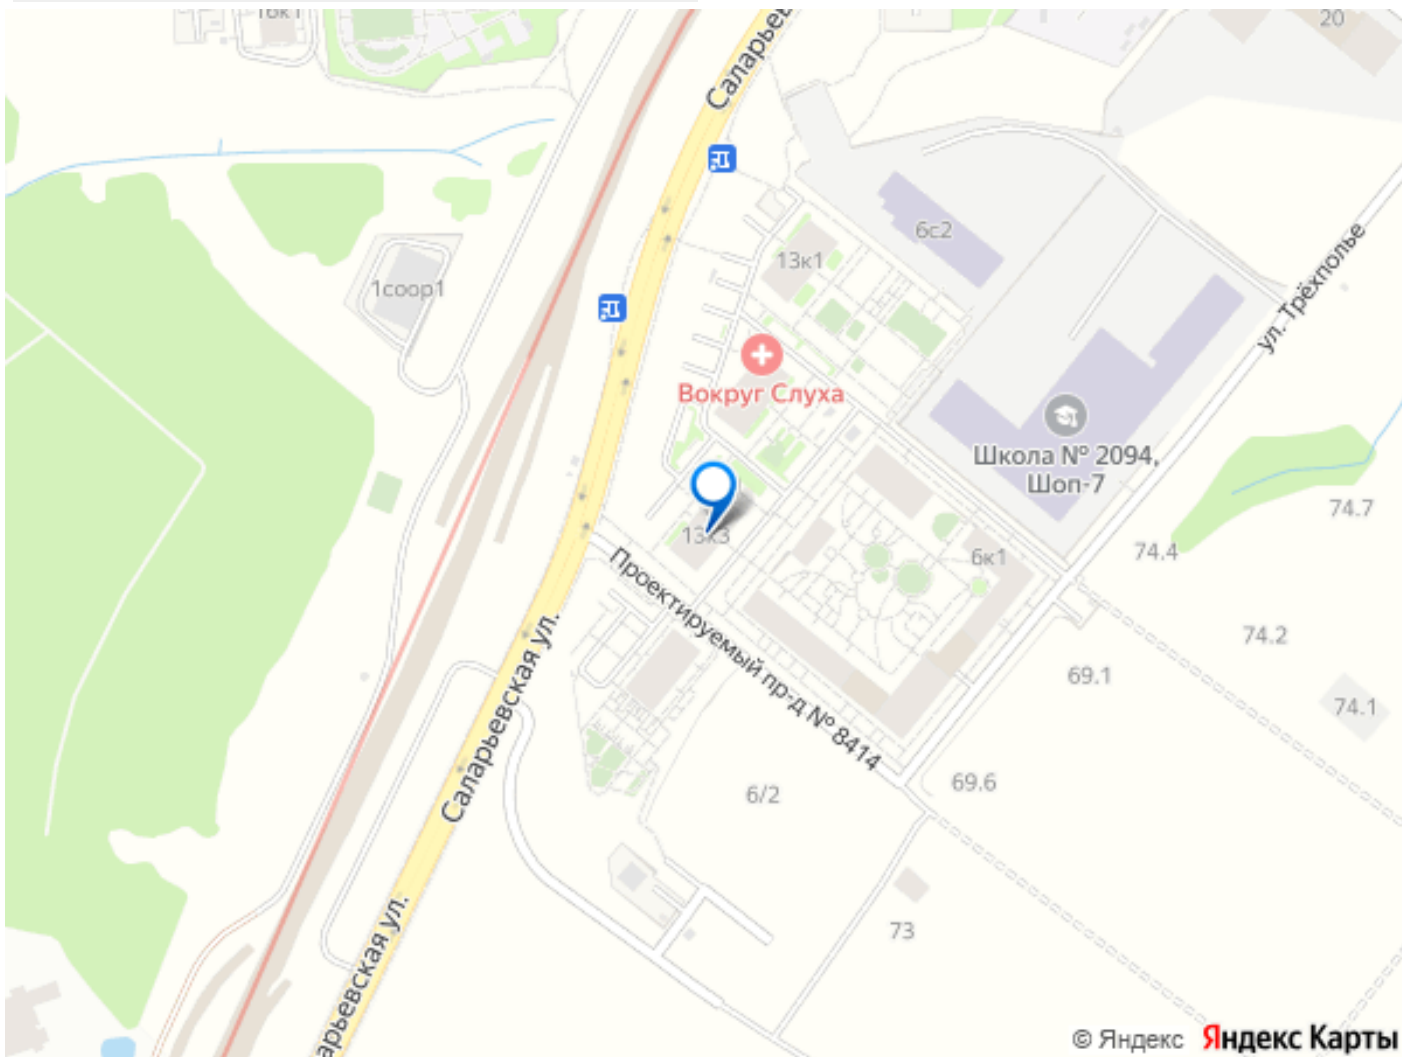 16к1
20
Саларьев
6с2
13к1
1соор1
ул. Трёхполье
Вокруг Слуха
Школа № 2094,
Шоп-7
74.7
13к3
74.4
6к1
Проектируемый пр-д № 8414
74.2
69.1
74.1
Саларьевская ул.
69.6
6/2
73
арьевская ул.
© Яндекс Яндекс Карты